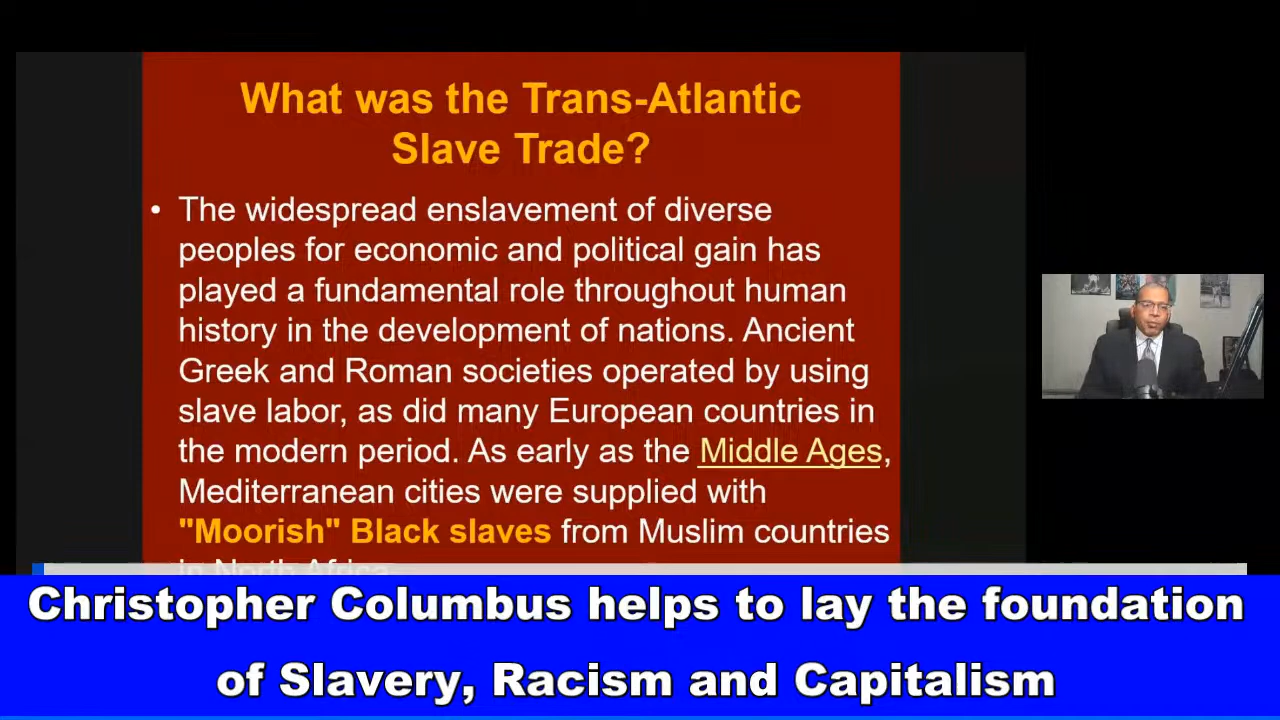 What was the Trans-Atlantic
Slave Trade?
• The widespread enslavement of diverse
peoples for economic and political gain has
played a fundamental role throughout human
history in the development of nations. Ancient
Greek and Roman societies operated by using
slave labor, as did many European countries in
the modern period. As early as the Middle Ages,
Mediterranean cities were supplied with
"Moorish" Black slaves from Muslim countries
in North Africa
Christopher Columbus helps to lay the foundation
of Slavery, Racism and Capitalism